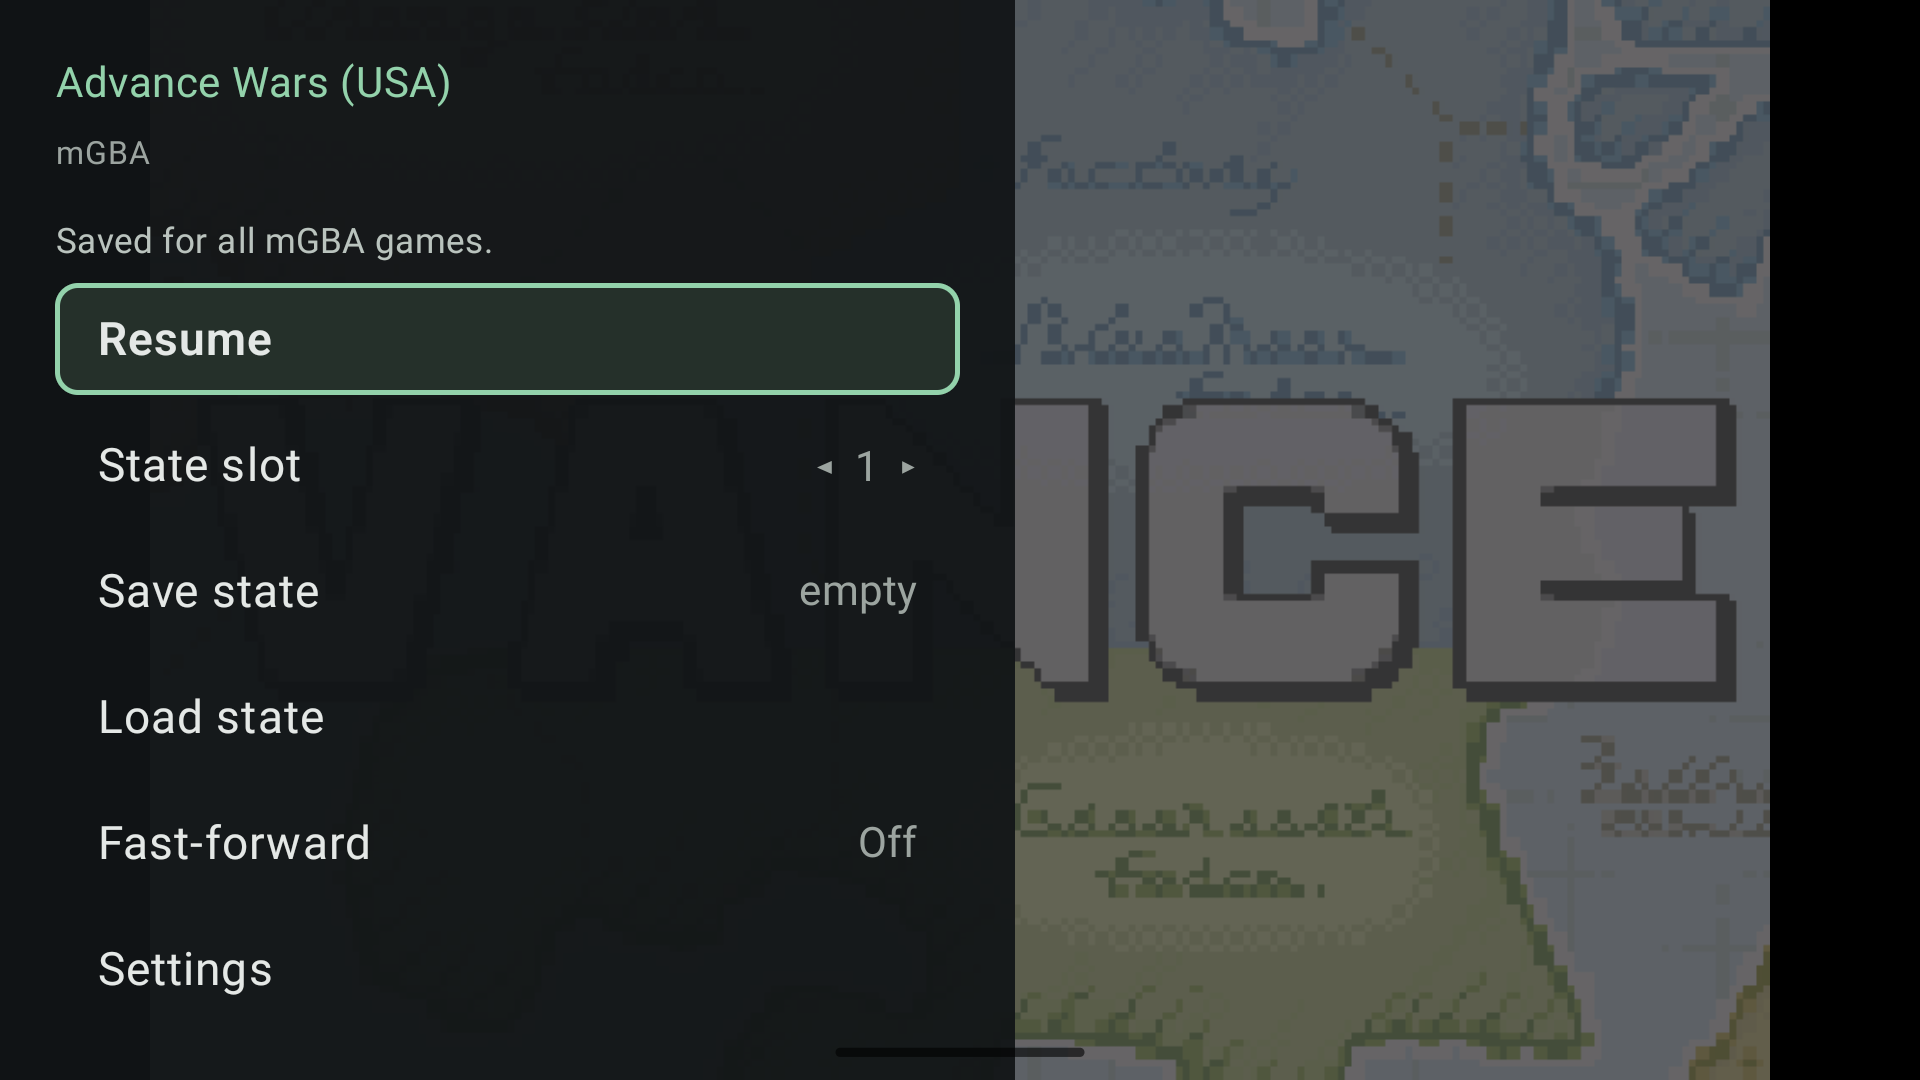 Advance Wars (USA)
mGBA
Saved for all mGBA games.
Resume
State slot ◂ 1 ▸
Save state empty
Load state
Fast-forward Off
Settings
VANCE